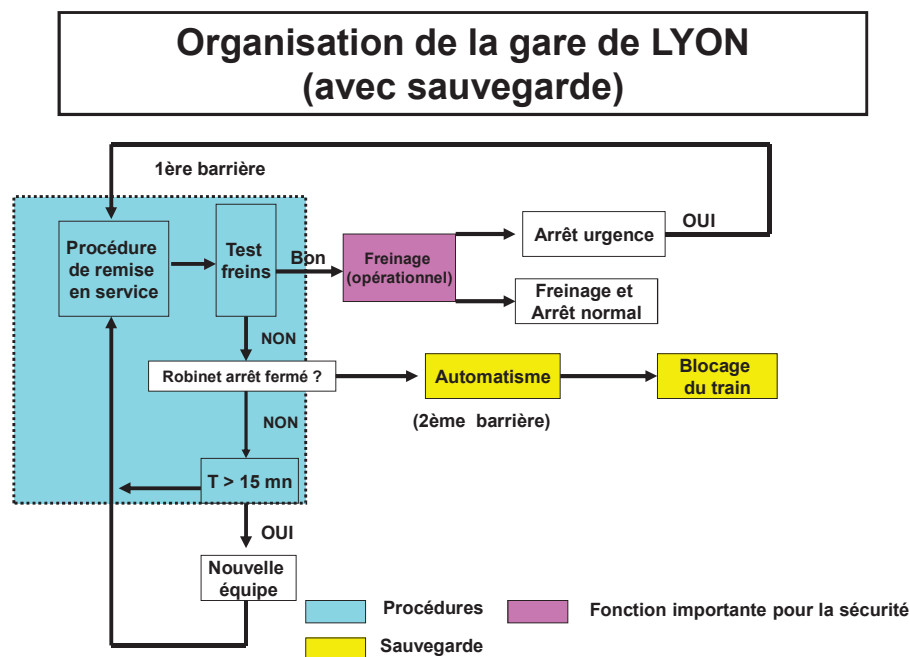 Organisation de la gare de LYON
(avec sauvegarde)
1ère barrière
Procédure
de remise
en service
Test
freins
Bon
Freinage
(opérationnel)
Arrêt urgence
OUI
Freinage et
Arrêt normal
NON
Robinet arrêt fermé ?
Automatisme
Blocage
du train
(2ème barrière)
NON
T > 15 mn
OUI
Nouvelle
équipe
Procédures
Fonction importante pour la sécurité
Sauvegarde